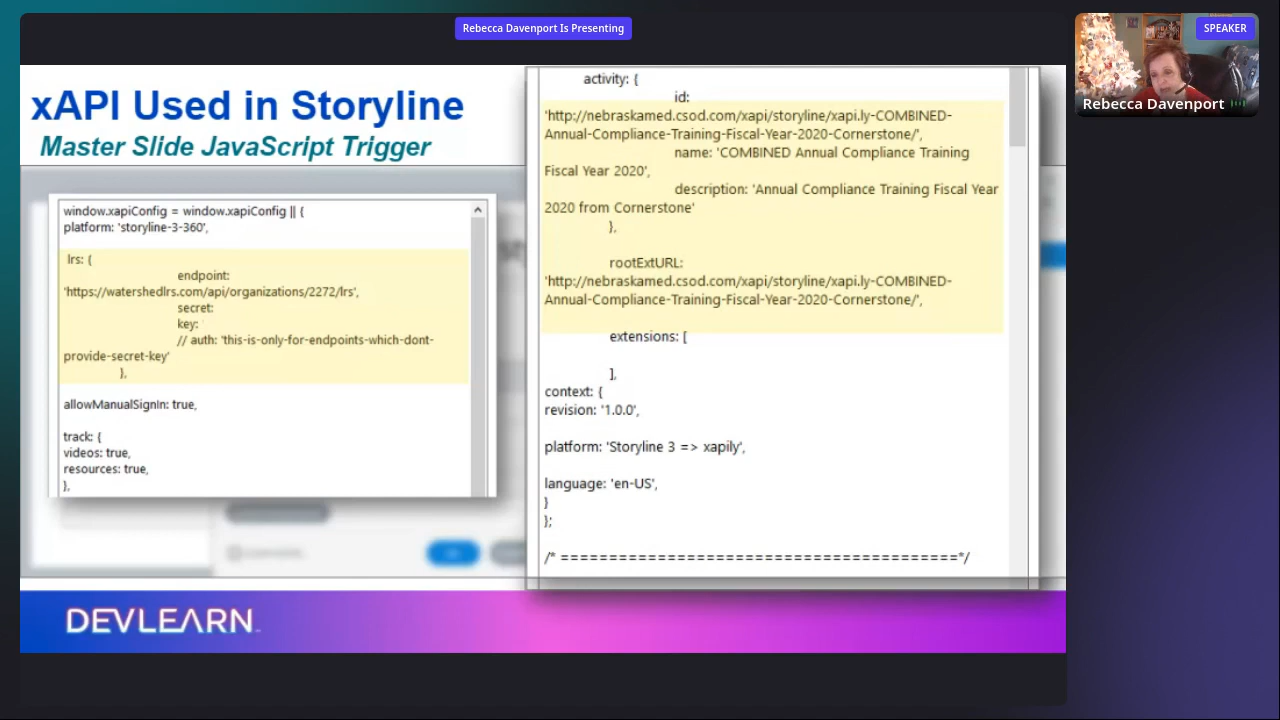 Rebecca Davenport Is Presenting
SPEAKER
Rebecca Davenport
xAPI Used in Storyline
Master Slide JavaScript Trigger
window.xapiConfig = window.xapiConfig || {
platform: 'storyline-3-360',
lrs: {
endpoint:
'https://watershedlrs.com/api/organizations/2272/lrs',
secret:
key:
// auth: 'this-is-only-for-endpoints-which-dont-
provide-secret-key'
},
allowManualSignIn: true,
track: {
videos: true,
resources: true,
},
activity: {
id:
'http://nebraskamed.csod.com/xapi/storyline/xapi.ly-COMBINED-
Annual-Compliance-Training-Fiscal-Year-2020-Cornerstone/',
name: 'COMBINED Annual Compliance Training
Fiscal Year 2020',
description: 'Annual Compliance Training Fiscal Year
2020 from Cornerstone'
},
rootExtURL:
'http://nebraskamed.csod.com/xapi/storyline/xapi.ly-COMBINED-
Annual-Compliance-Training-Fiscal-Year-2020-Cornerstone/',
extensions: [
],
context: {
revision: '1.0.0',
platform: 'Storyline 3 => xapily',
language: 'en-US',
}
};
/* =========================================*/
DEVLEARN